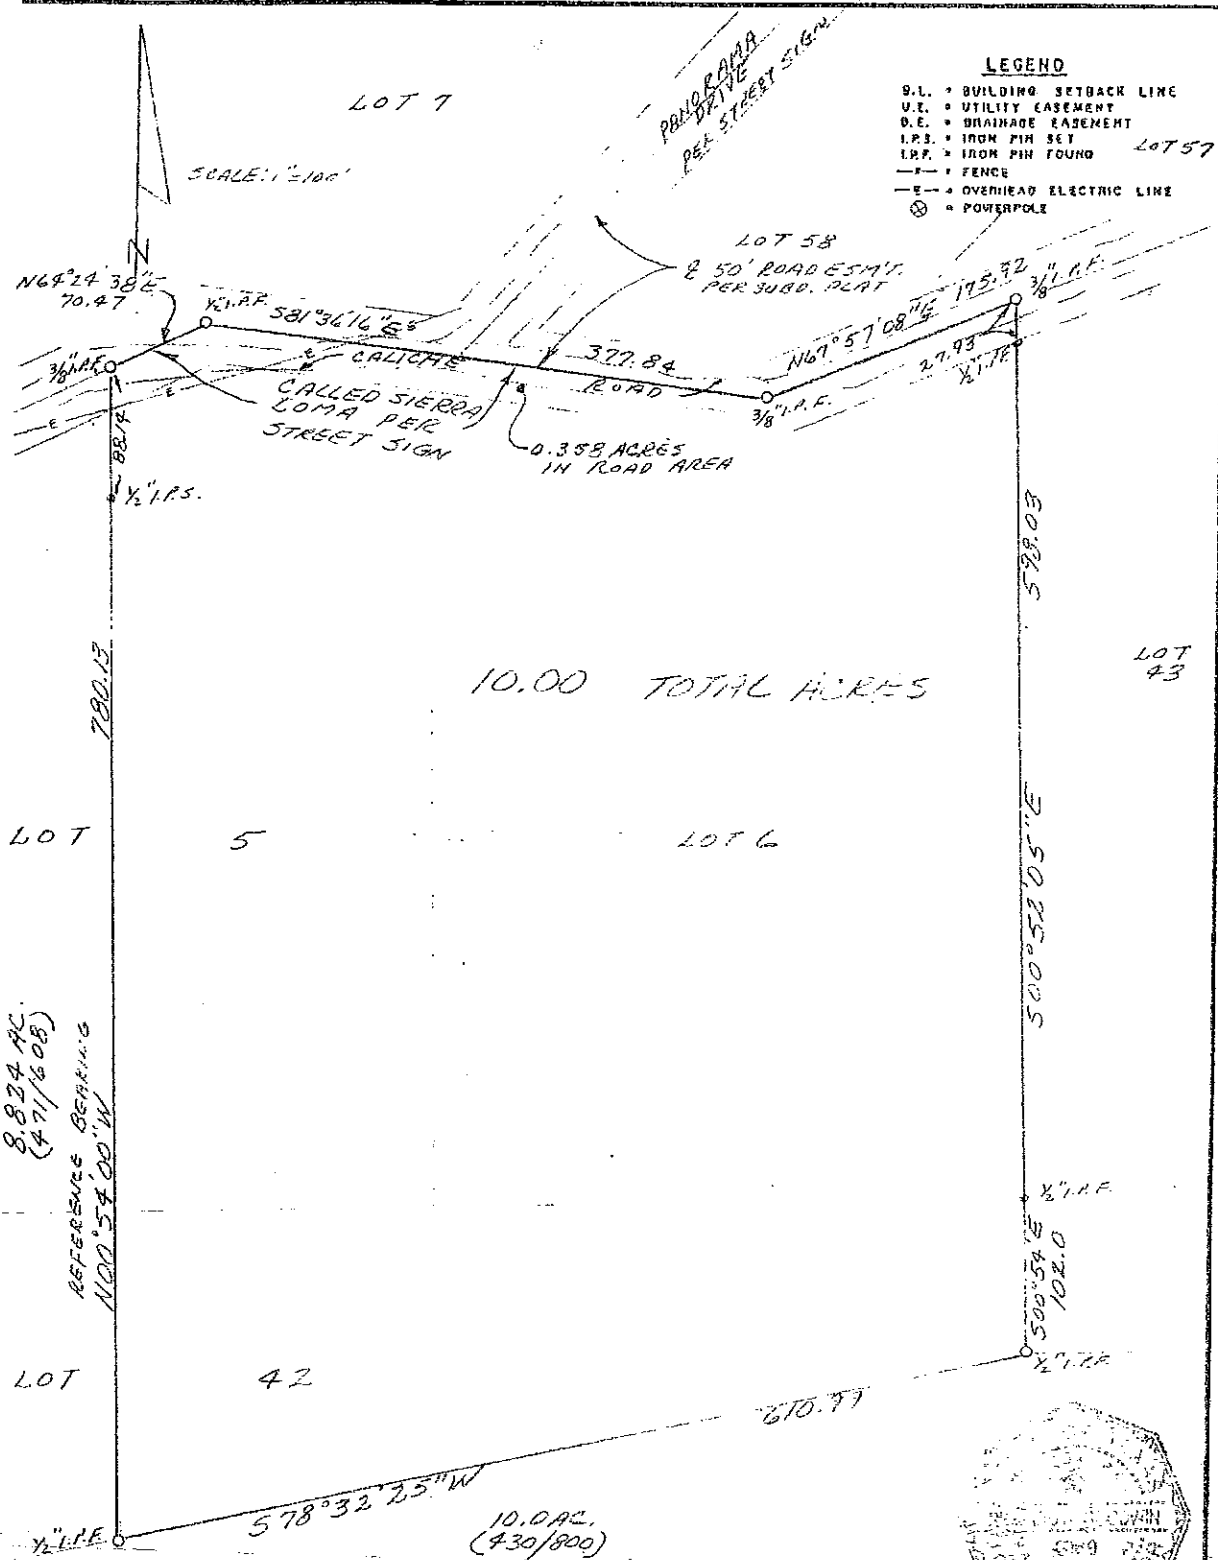 LEGEND
B.L. = BUILDING SETBACK LINE
U.E. = UTILITY EASEMENT
D.E. = DRAINAGE EASEMENT
I.P.S. = IRON PIN SET
I.P.F. = IRON PIN FOUND
—F— = FENCE
—E— = OVERHEAD ELECTRIC LINE
⊗ = POWERPOLE
LOT 57
LOT 7
PANORAMA
DRIVE
PER STREET SIGN
SCALE: 1"=100'
N
LOT 58
℄ 50' ROAD ESM'T.
PER SUBD. PLAT
N64°24'38"E
70.47
1/2" I.P.F.
S81°36'16"E
377.84
N67°57'08"E 175.92
3/8" I.P.F.
3/8" I.P.F.
E
CALICHE
ROAD
27.93
1/2" I.P.F.
3/8" I.P.F.
E
E
CALLED SIERRA
LOMA PER
STREET SIGN
0.358 ACRES
IN ROAD AREA
88.14
1/2" I.P.S.
780.13
10.00 TOTAL ACRES
LOT
43
LOT 5
LOT 6
S00°52'05"E
8.824 AC.
(471/608)
REFERENCE BEARING
N00°54'00"W
1/2" I.P.F.
S00°54'E
102.0
1/2" I.P.F.
LOT 42
S78°32'25"W
1/2" I.P.F.
10.0 AC.
(430/800)